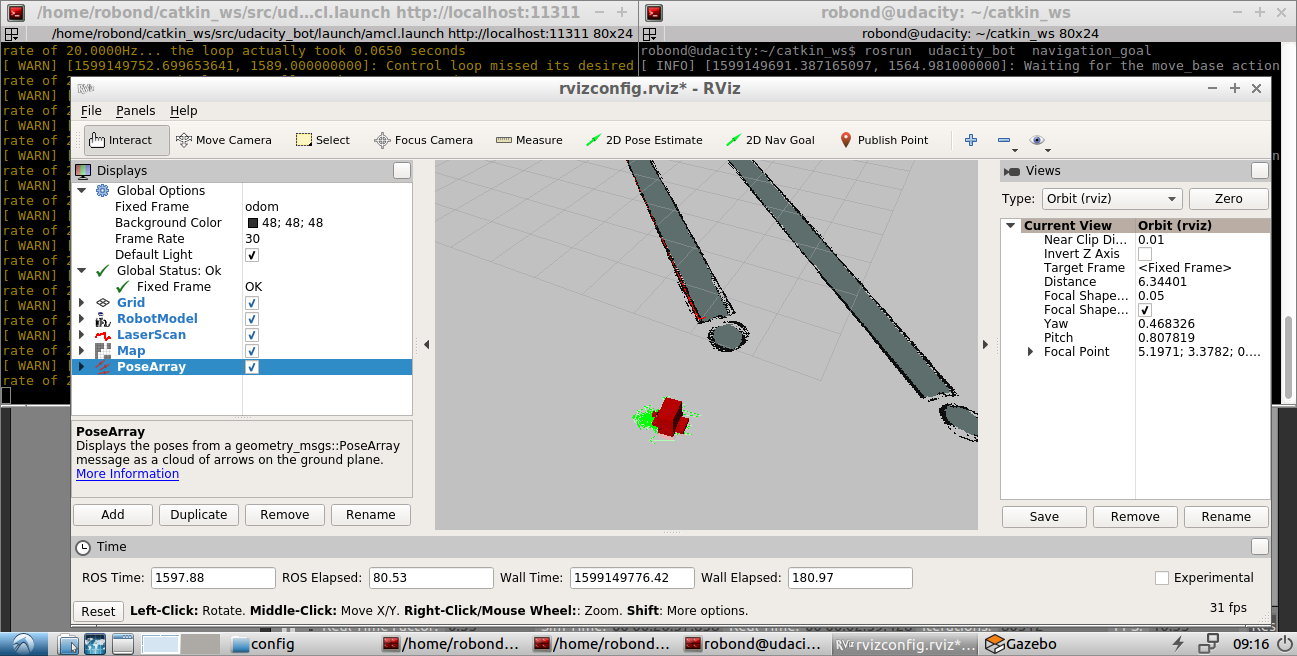 /home/robond/catkin_ws/src/ud...cl.launch http://localhost:11311
robond@udacity: ~/catkin_ws
/home/robond/catkin_ws/src/udacity_bot/launch/amcl.launch http://localhost:11311 80x24
robond@udacity: ~/catkin_ws 80x24
rate of 20.0000Hz... the loop actually took 0.0650 seconds
robond@udacity:~/catkin_ws$ rosrun  udacity_bot  navigation_goal
[ WARN] [1599149752.699653641, 1589.000000000]: Control loop missed its desired
[ INFO] [1599149691.387165097, 1564.981000000]: Waiting for the move_base action
rate of 2
[ WARN] [
rate of 2
[ WARN] [
rate of 2
[ WARN] [
rate of 2
[ WARN] [
rate of 2
[ WARN] [
rate of 2
[ WARN] [
rate of 2
[ WARN] [
rate of 2
[ WARN] [
rate of 2
[ WARN] [
rate of 2
[ WARN] [
rate of 2
rvizconfig.rviz* - RViz
File Panels Help
Interact Move Camera Select Focus Camera Measure 2D Pose Estimate 2D Nav Goal Publish Point
Displays
Global Options
Fixed Frame odom
Background Color 48; 48; 48
Frame Rate 30
Default Light
Global Status: Ok
Fixed Frame OK
Grid
RobotModel
LaserScan
Map
PoseArray
PoseArray
Displays the poses from a geometry_msgs::PoseArray
message as a cloud of arrows on the ground plane.
More Information
Add Duplicate Remove Rename
Views
Type: Orbit (rviz) Zero
Current View Orbit (rviz)
Near Clip Di... 0.01
Invert Z Axis
Target Frame <Fixed Frame>
Distance 6.34401
Focal Shape... 0.05
Focal Shape...
Yaw 0.468326
Pitch 0.807819
Focal Point 5.1971; 3.3782; 0....
Save Remove Rename
Time
ROS Time: 1597.88 ROS Elapsed: 80.53 Wall Time: 1599149776.42 Wall Elapsed: 180.97 Experimental
Reset Left-Click: Rotate. Middle-Click: Move X/Y. Right-Click/Mouse Wheel:: Zoom. Shift: More options. 31 fps
config /home/robond... /home/robond... robond@udaci... rvizconfig.rviz*... Gazebo 09:16